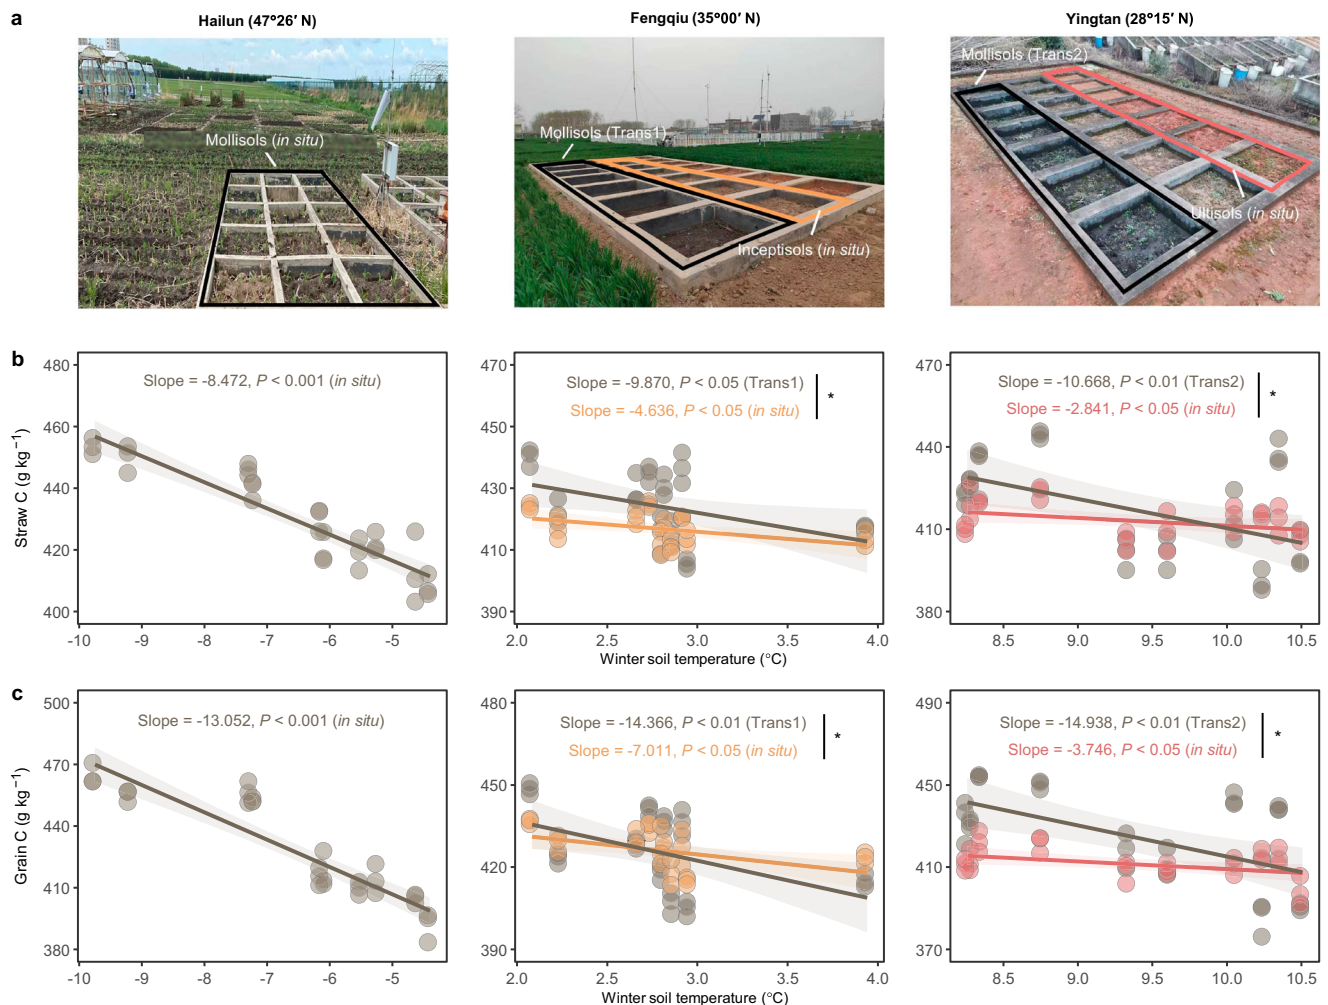 a
Hailun (47°26′ N)
Fengqiu (35°00′ N)
Yingtan (28°15′ N)
Mollisols (in situ)
Mollisols (Trans1)
Inceptisols (in situ)
Mollisols (Trans2)
Ultisols (in situ)
b
Straw C (g kg−1)
480
460
440
420
400
Slope = -8.472, P < 0.001 (in situ)
-10 -9 -8 -7 -6 -5
470
450
430
410
390
Slope = -9.870, P < 0.05 (Trans1)
Slope = -4.636, P < 0.05 (in situ)
*
2.0 2.5 3.0 3.5 4.0
Winter soil temperature (°C)
470
440
410
380
Slope = -10.668, P < 0.01 (Trans2)
Slope = -2.841, P < 0.05 (in situ)
*
8.5 9.0 9.5 10.0 10.5
c
Grain C (g kg−1)
500
470
440
410
380
Slope = -13.052, P < 0.001 (in situ)
-10 -9 -8 -7 -6 -5
480
450
420
390
Slope = -14.366, P < 0.01 (Trans1)
Slope = -7.011, P < 0.05 (in situ)
*
2.0 2.5 3.0 3.5 4.0
Winter soil temperature (°C)
490
450
410
370
Slope = -14.938, P < 0.01 (Trans2)
Slope = -3.746, P < 0.05 (in situ)
*
8.5 9.0 9.5 10.0 10.5